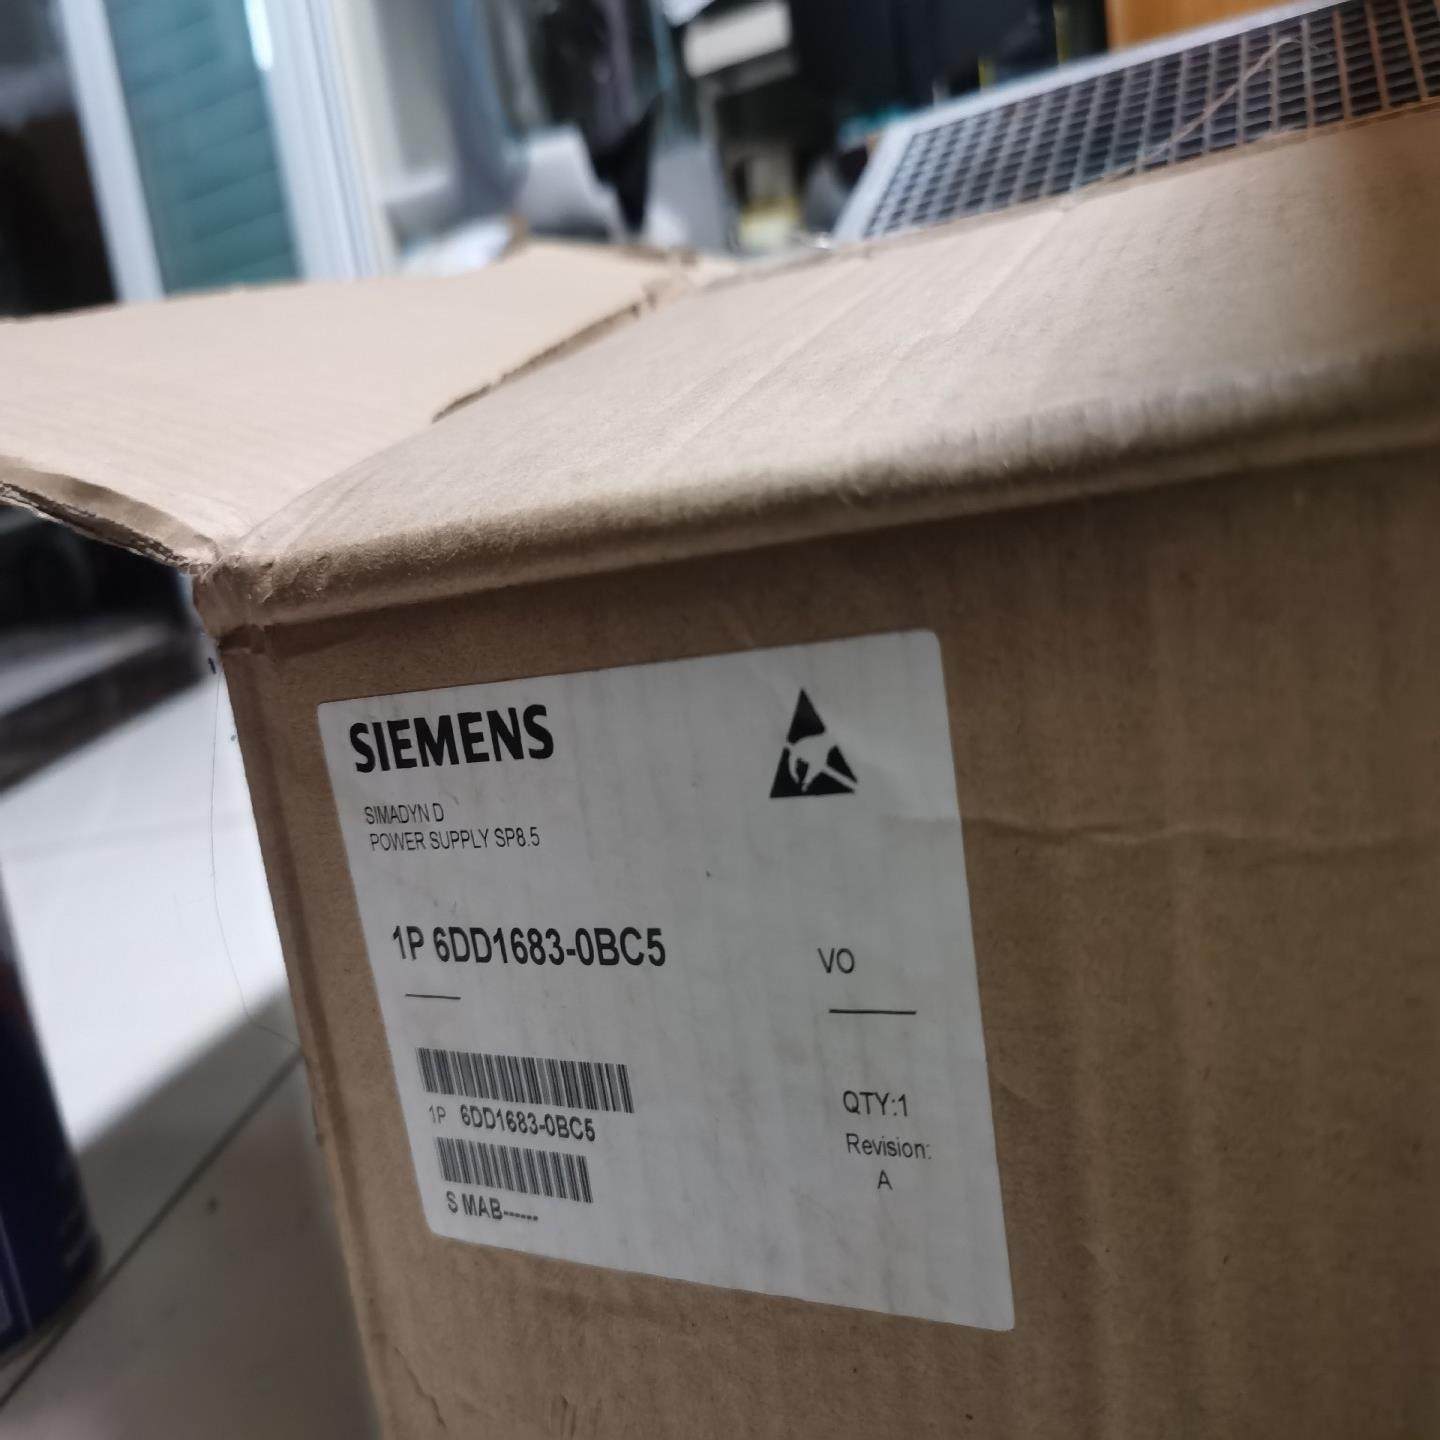 SIEMENS
SIMADYN D
POWER SUPPLY SP8.5
1P 6DD1683-0BC5
VO
1P 6DD1683-0BC5
S MAB------
QTY:1
Revision:
A